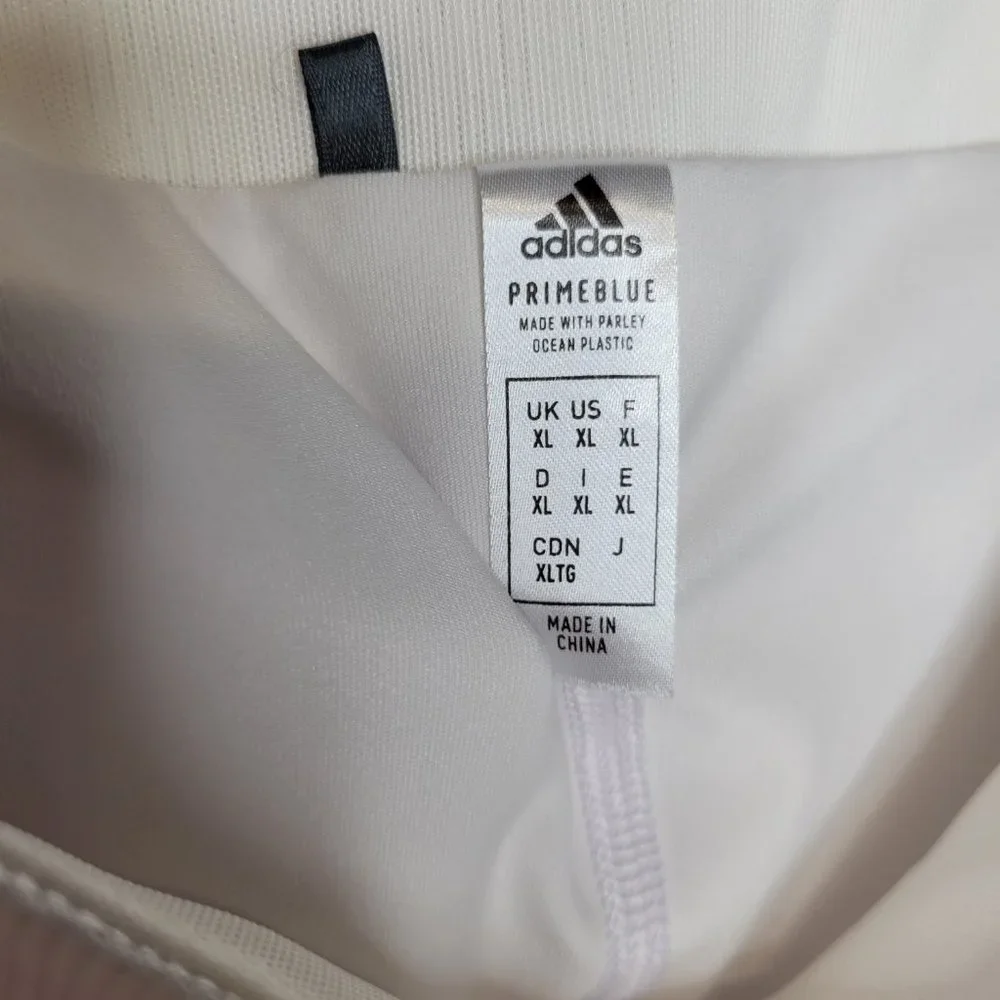 adidas
PRIMEBLUE
MADE WITH PARLEY
OCEAN PLASTIC
UK US F
XL XL XL
D I E
XL XL XL
CDN J
XLTG
MADE IN
CHINA